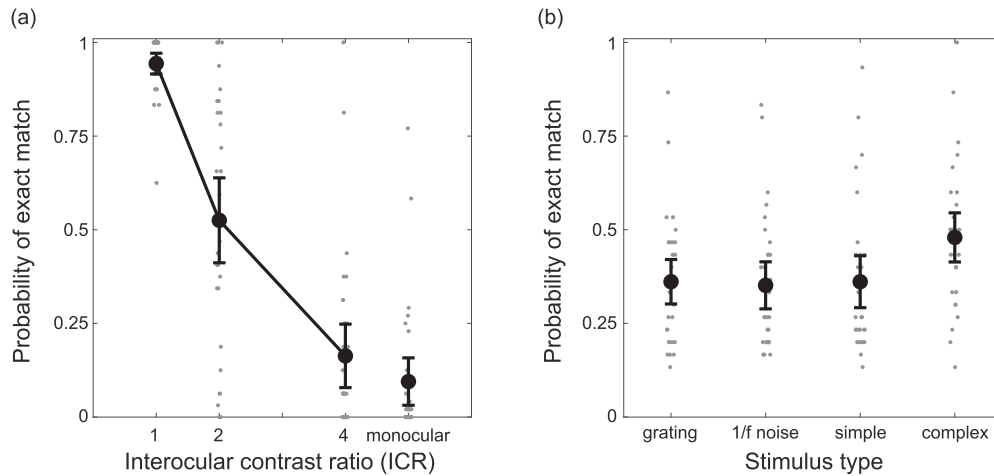 (a)
Probability of exact match
1
0.75
0.5
0.25
0
1 2 4 monocular
Interocular contrast ratio (ICR)
(b)
Probability of exact match
1
0.75
0.5
0.25
0
grating 1/f noise simple complex
Stimulus type